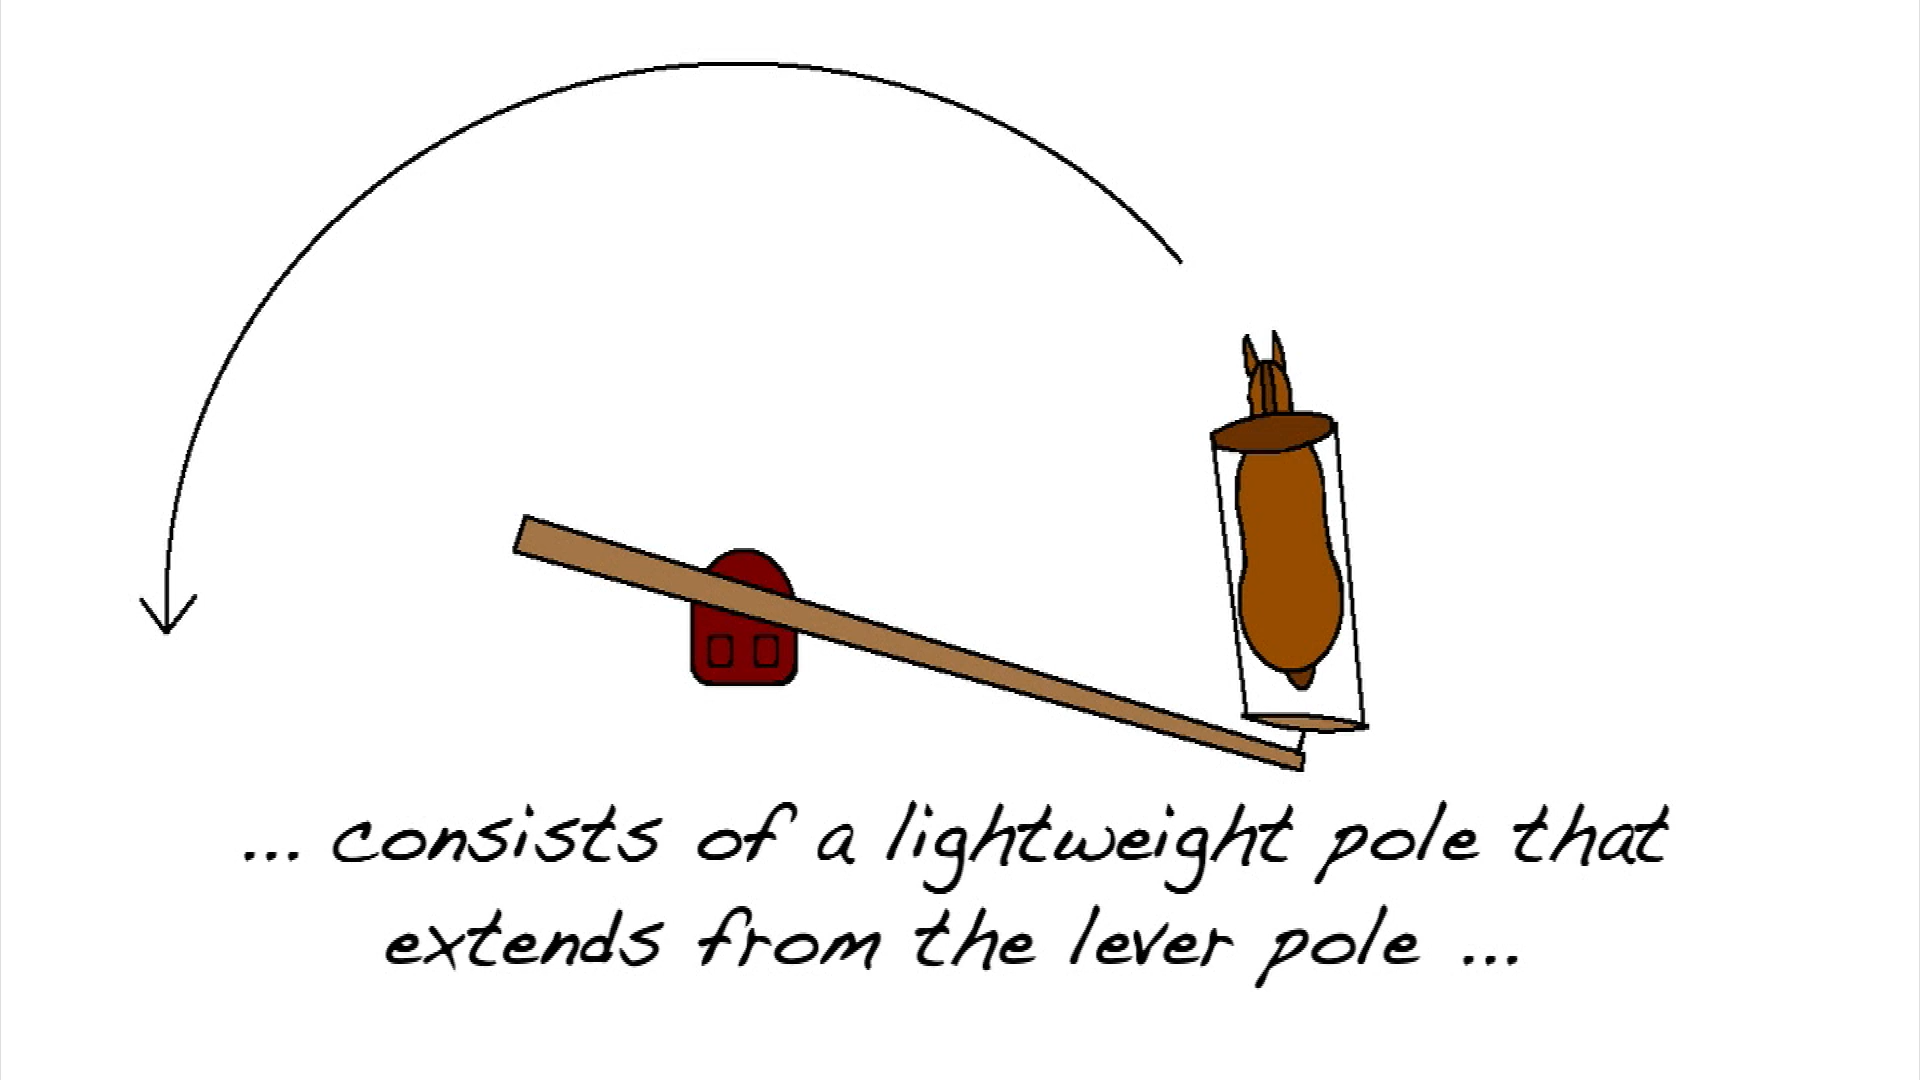 ... consists of a lightweight pole that
extends from the lever pole ...